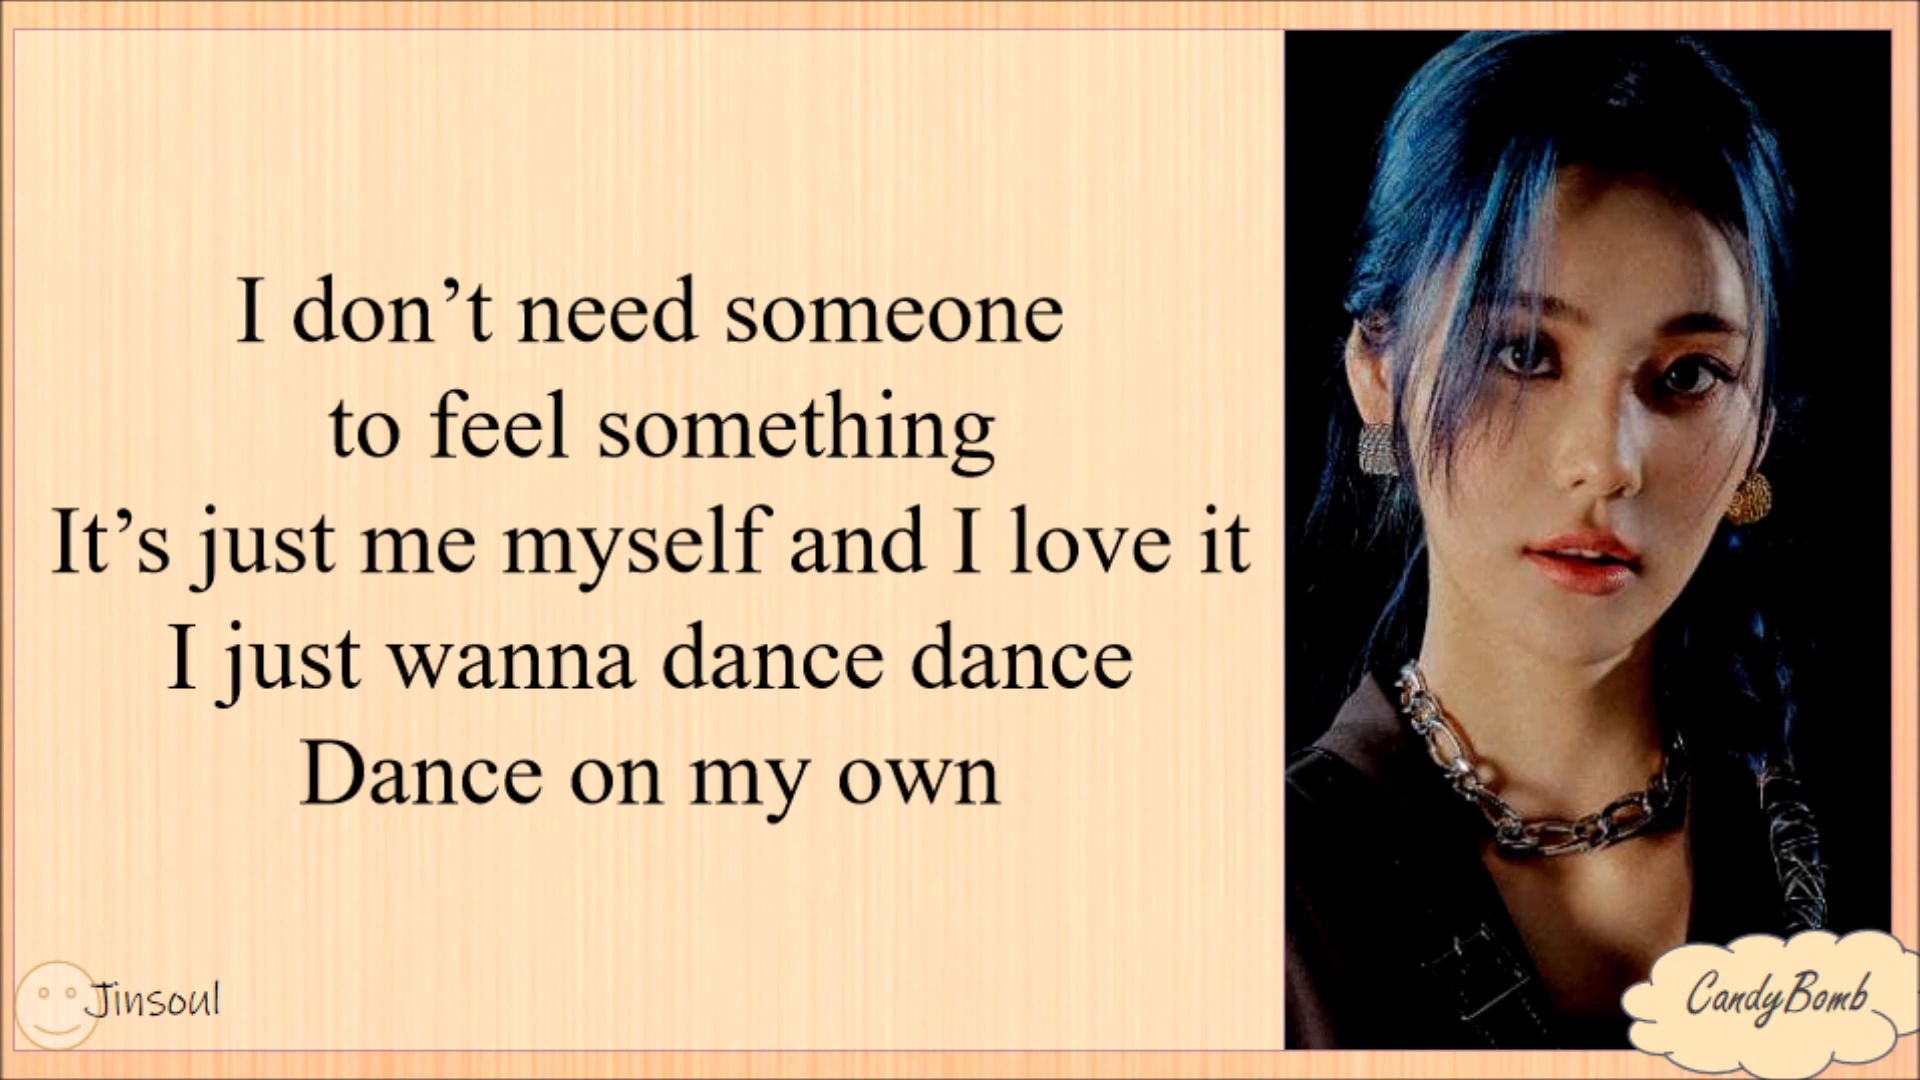 I don’t need someone
to feel something
It’s just me myself and I love it
I just wanna dance dance
Dance on my own
Jinsoul
CandyBomb